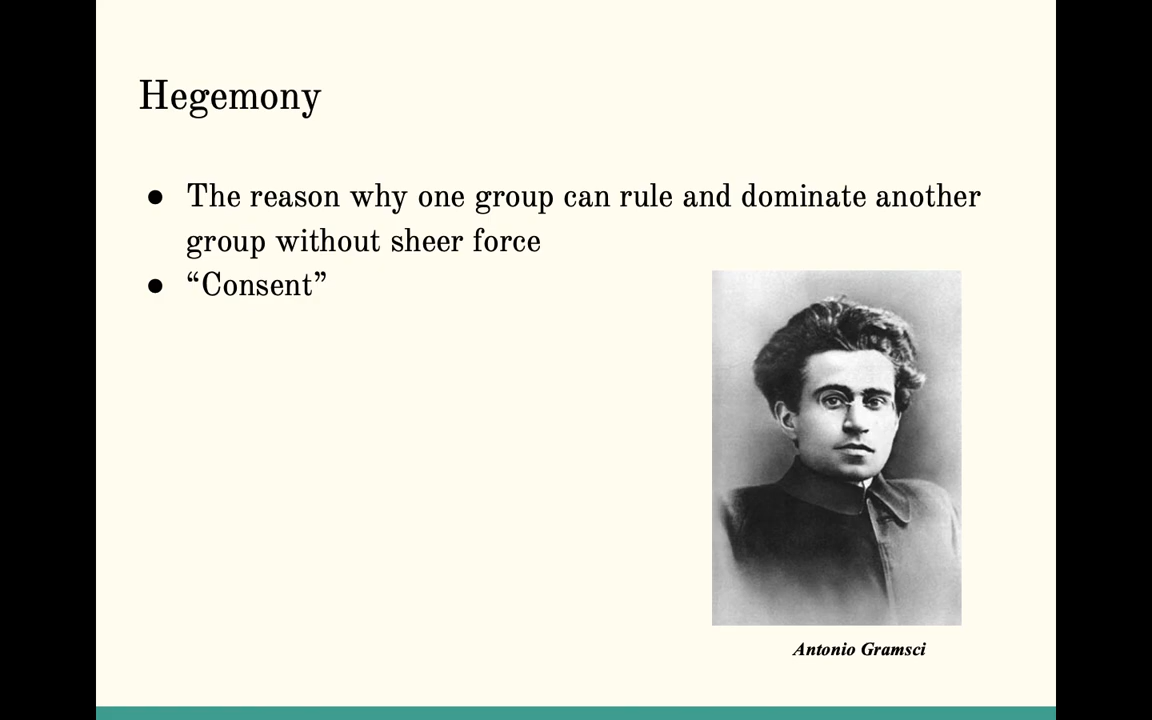 Hegemony
● The reason why one group can rule and dominate another
group without sheer force
● “Consent”
Antonio Gramsci